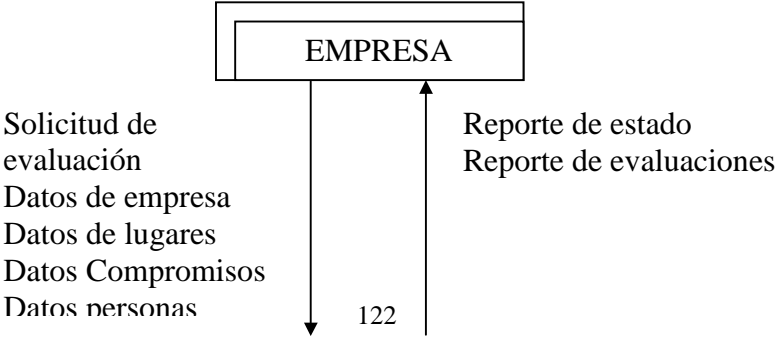 EMPRESA
Solicitud de
evaluación
Datos de empresa
Datos de lugares
Datos Compromisos
Datos personas
Reporte de estado
Reporte de evaluaciones
122